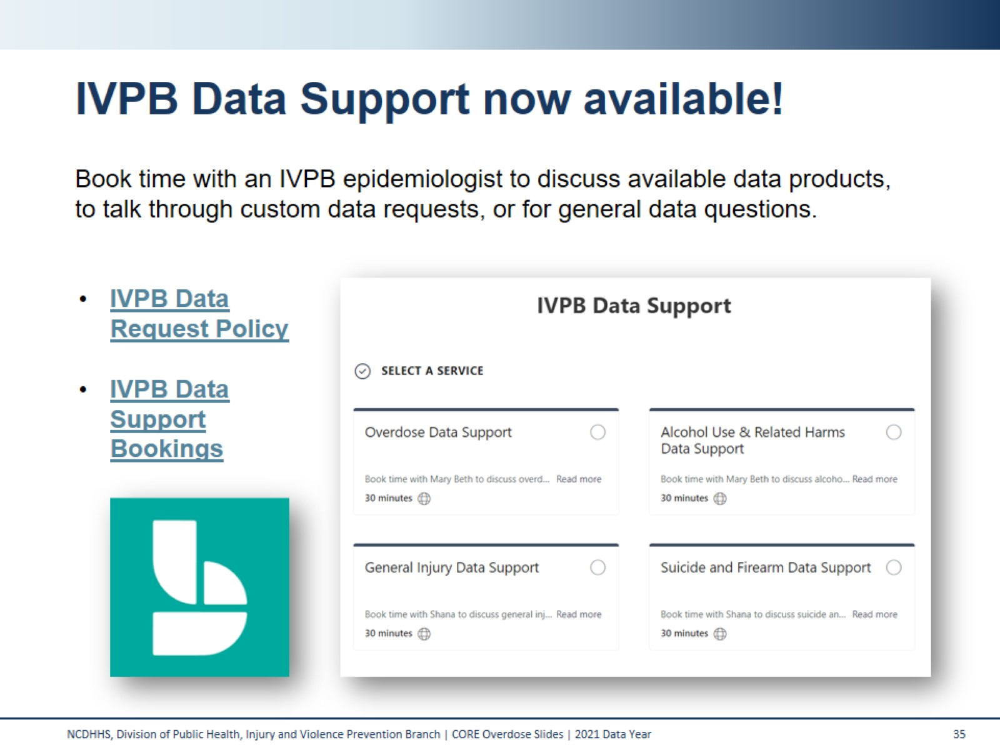 IVPB Data Support now available!
Book time with an IVPB epidemiologist to discuss available data products,
to talk through custom data requests, or for general data questions.
• IVPB Data
Request Policy
• IVPB Data
Support
Bookings
IVPB Data Support
SELECT A SERVICE
Overdose Data Support
Book time with Mary Beth to discuss overd... Read more
30 minutes
Alcohol Use & Related Harms
Data Support
Book time with Mary Beth to discuss alcoho... Read more
30 minutes
General Injury Data Support
Book time with Shana to discuss general inj... Read more
30 minutes
Suicide and Firearm Data Support
Book time with Shana to discuss suicide an... Read more
30 minutes
NCDHHS, Division of Public Health, Injury and Violence Prevention Branch | CORE Overdose Slides | 2021 Data Year 35